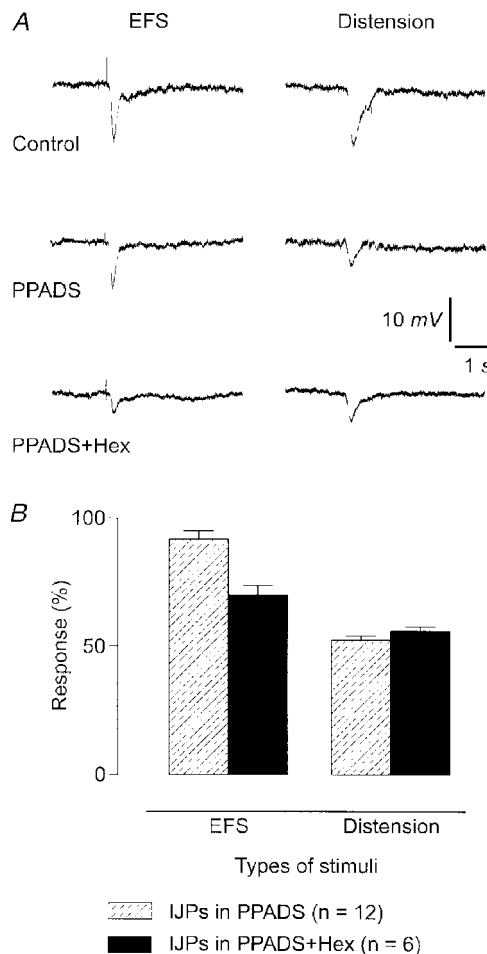 A
EFS
Distension
Control
PPADS
10 mV
1 s
PPADS+Hex
B
100
50
0
Response (%)
EFS
Distension
Types of stimuli
IJPs in PPADS (n = 12)
IJPs in PPADS+Hex (n = 6)